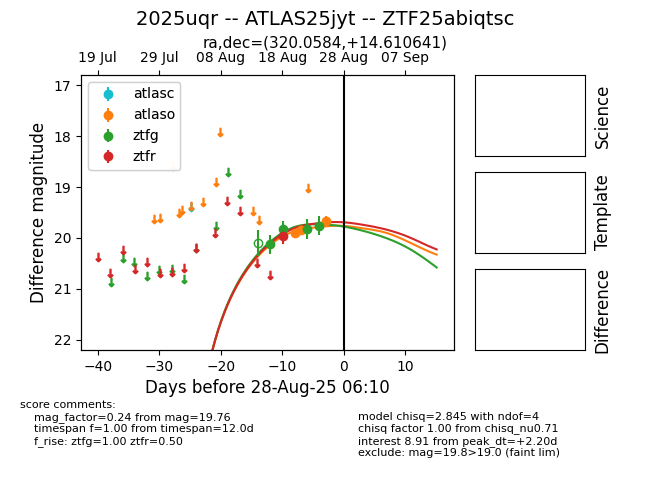 2025uqr -- ATLAS25jyt -- ZTF25abiqtsc
ra,dec=(320.0584,+14.610641)
19 Jul 29 Jul 08 Aug 18 Aug 28 Aug 07 Sep
atlasc
atlaso
ztfg
ztfr
17
18
19
20
21
22
Difference magnitude
−40 −30 −20 −10 0 10
Days before 28-Aug-25 06:10
Science
Template
Difference
score comments:
mag_factor=0.24 from mag=19.76
timespan f=1.00 from timespan=12.0d
f_rise: ztfg=1.00 ztfr=0.50
model chisq=2.845 with ndof=4
chisq factor 1.00 from chisq_nu0.71
interest 8.91 from peak_dt=+2.20d
exclude: mag=19.8>19.0 (faint lim)